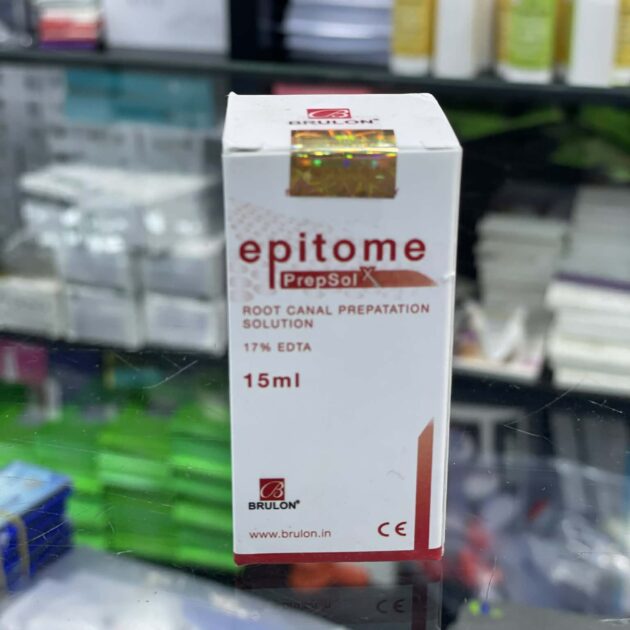 BRULON®
epitome
PrepSol X
ROOT CANAL PREPATATION
SOLUTION
17% EDTA
15ml
B
BRULON®
www.brulon.in
CE